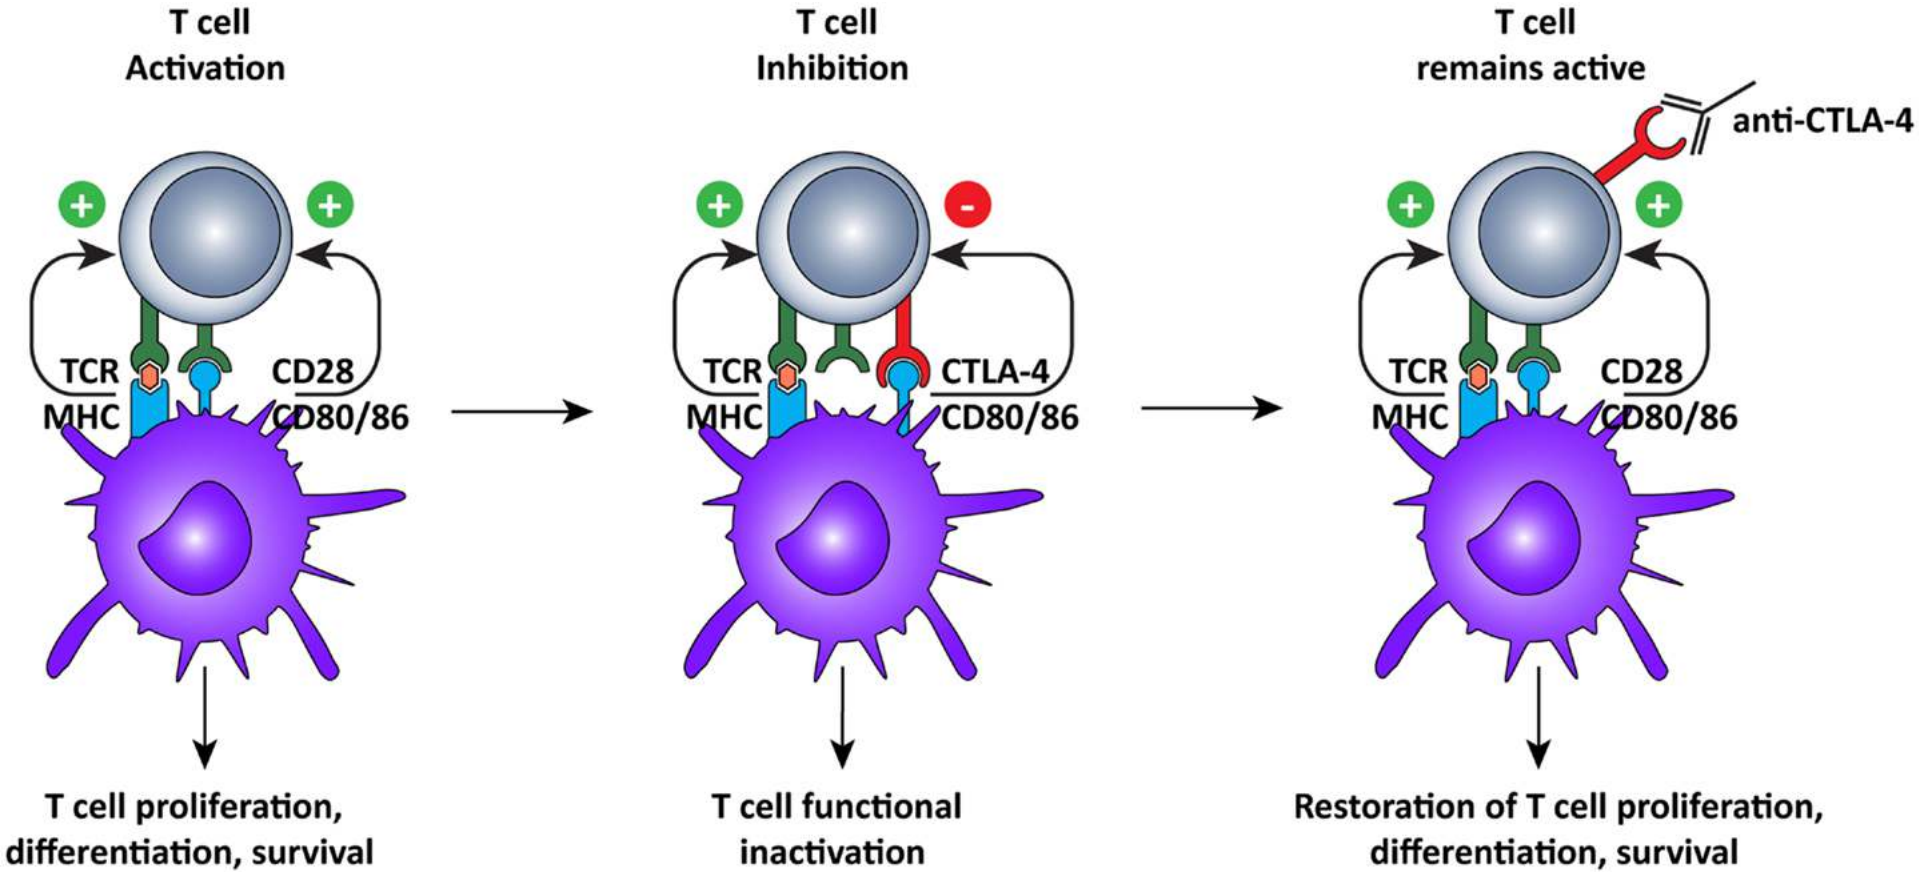 T cell
Activation
+
+
TCR
MHC
CD28
CD80/86
T cell proliferation,
differentiation, survival
T cell
Inhibition
+
-
TCR
MHC
CTLA-4
CD80/86
T cell functional
inactivation
T cell
remains active
anti-CTLA-4
+
+
TCR
MHC
CD28
CD80/86
Restoration of T cell proliferation,
differentiation, survival